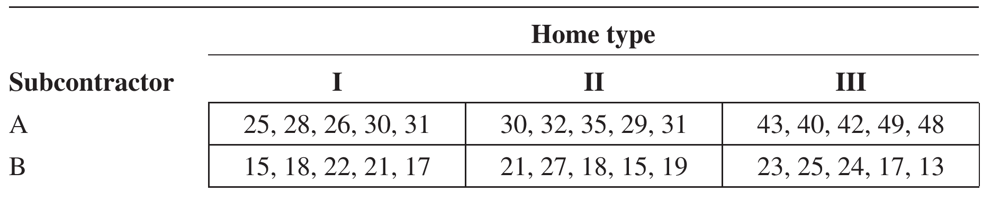 Home type
Subcontractor I II III
A 25, 28, 26, 30, 31 30, 32, 35, 29, 31 43, 40, 42, 49, 48
B 15, 18, 22, 21, 17 21, 27, 18, 15, 19 23, 25, 24, 17, 13